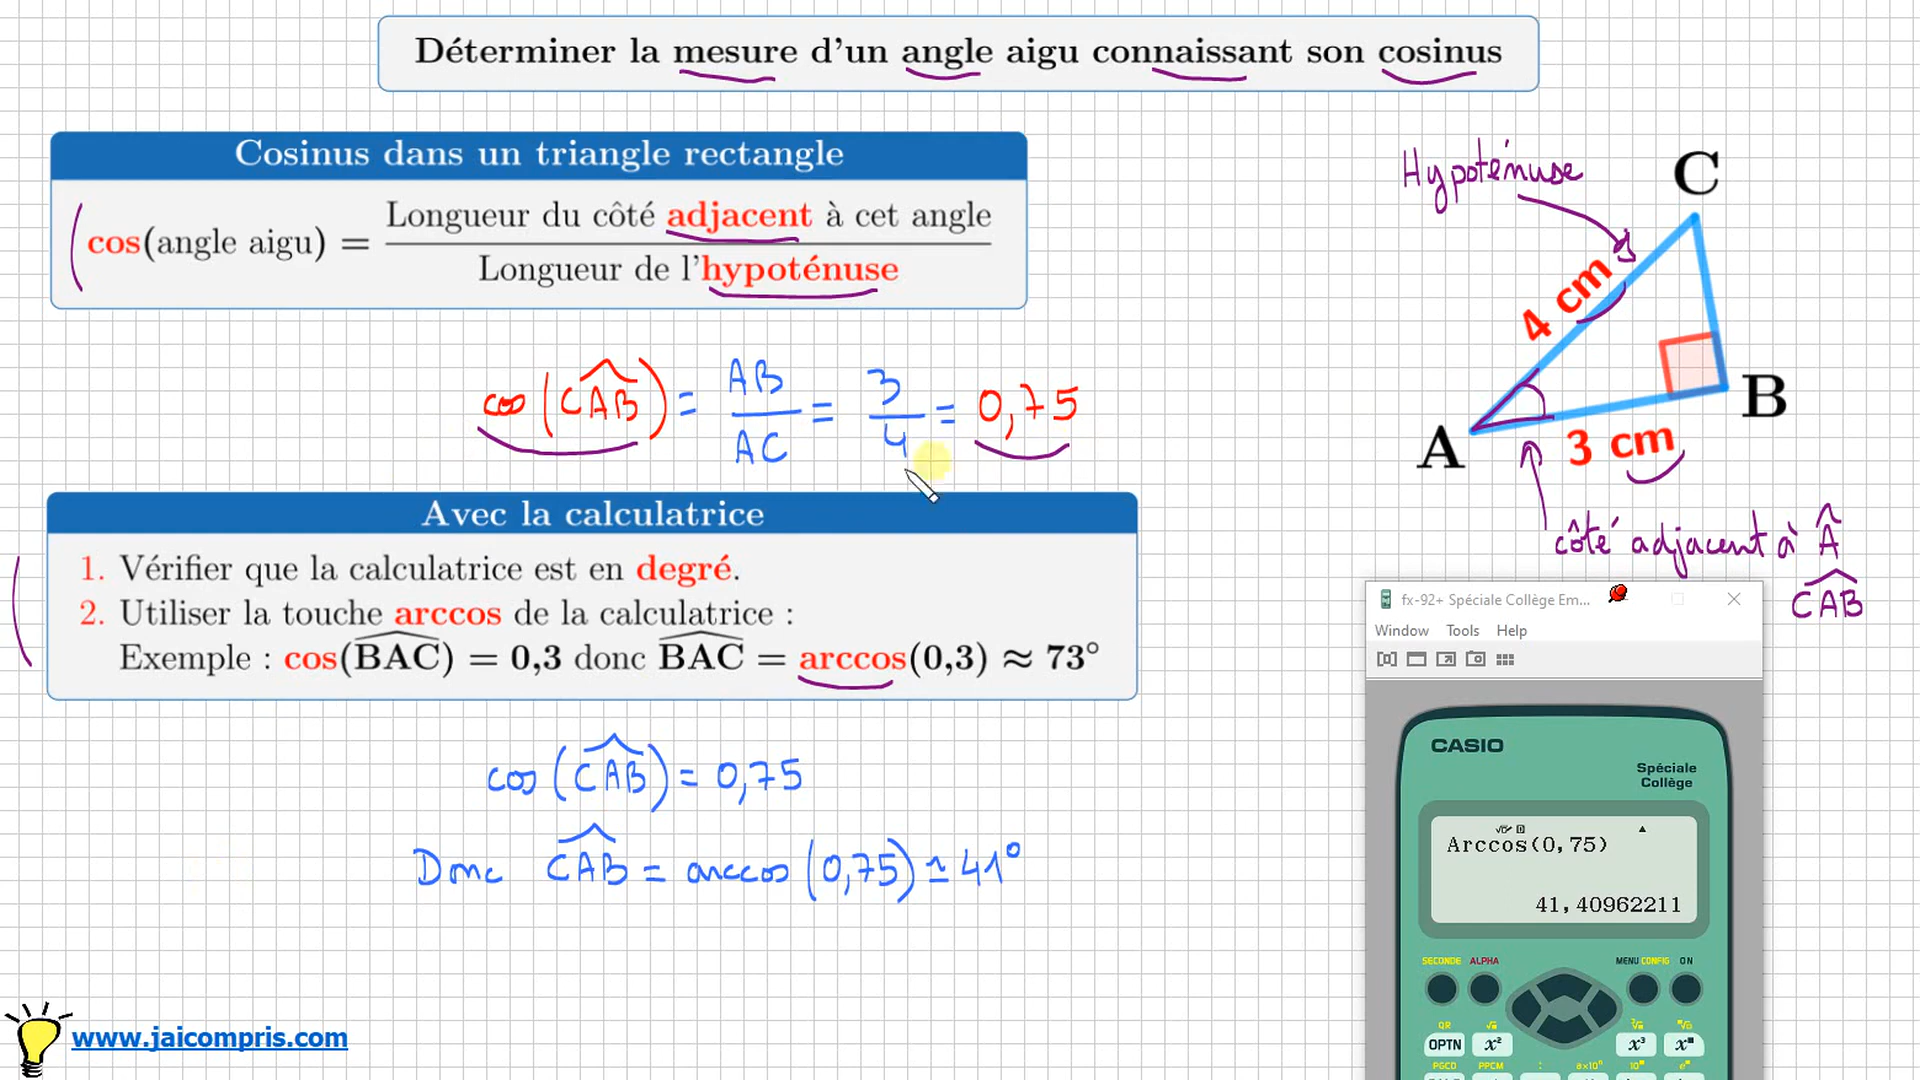 Déterminer la mesure d'un angle aigu connaissant son cosinus
Cosinus dans un triangle rectangle
cos(angle aigu) = Longueur du côté adjacent à cet angle
Longueur de l'hypoténuse
cos(CAB) = AB/AC = 3/4 = 0,75
Avec la calculatrice
1. Vérifier que la calculatrice est en degré.
2. Utiliser la touche arccos de la calculatrice :
Exemple : cos(BAC) = 0,3 donc BAC = arccos(0,3) ≈ 73°
cos(CAB) = 0,75
Donc CAB = arccos(0,75) ≃ 41°
www.jaicompris.com
Hypoténuse
C
4 cm
B
A
3 cm
côté adjacent à Â
CAB
fx-92+ Spéciale Collège Em...
Window Tools Help
CASIO
Spéciale
Collège
Arccos(0,75)
41,40962211
SECONDE ALPHA MENU CONFIG ON
QR
OPTN x² x³ x■
PGCD PPCM